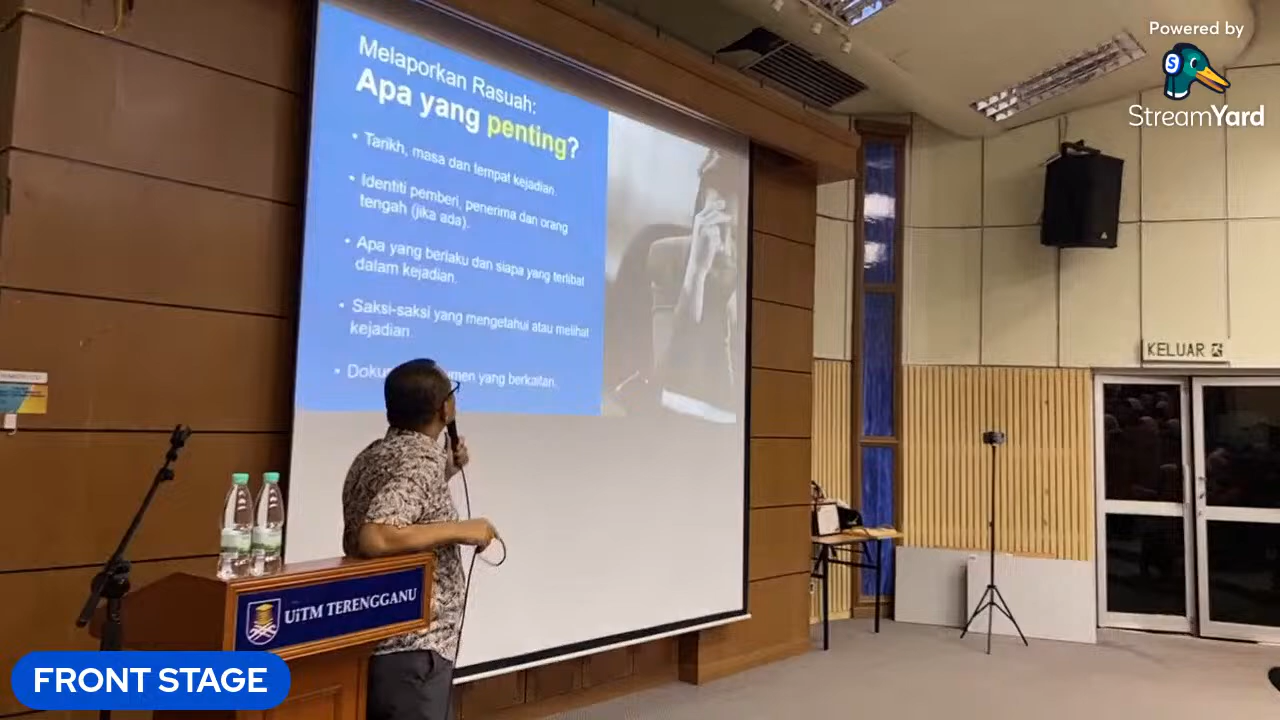 Powered by
StreamYard
Melaporkan Rasuah:
Apa yang penting?
• Tarikh, masa dan tempat kejadian.
• Identiti pemberi, penerima dan orang
tengah (jika ada).
• Apa yang berlaku dan siapa yang terlibat
dalam kejadian.
• Saksi-saksi yang mengetahui atau melihat
kejadian.
• yang berkaitan.
KELUAR
UiTM TERENGGANU
FRONT STAGE